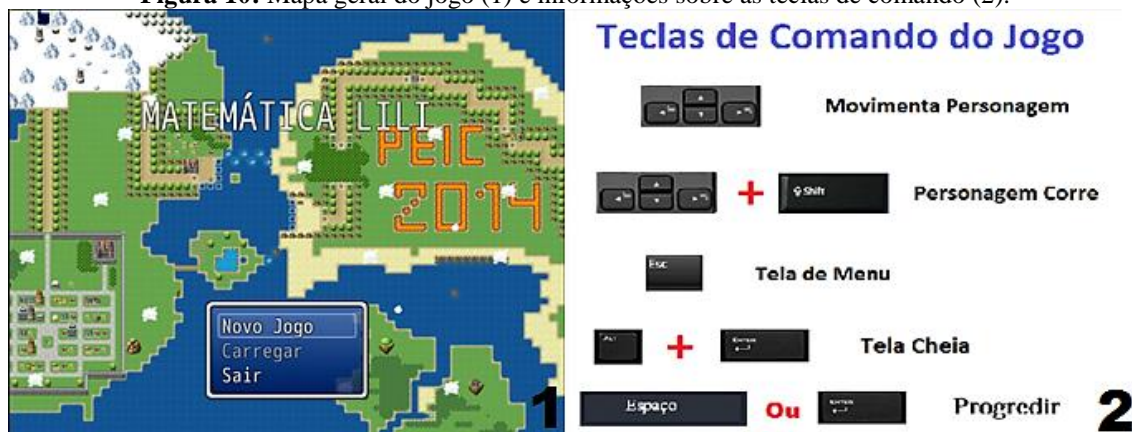 Figura 10: Mapa geral do jogo (1) e informações sobre as teclas de comando (2).
MATEMÁTICA LILI
PEIC
2014
Novo Jogo
Carregar
Sair
1
Teclas de Comando do Jogo
Movimenta Personagem
+
Shift
Personagem Corre
Esc
Tela de Menu
+
Enter
Tela Cheia
Espaço
Ou
Enter
Progredir
2